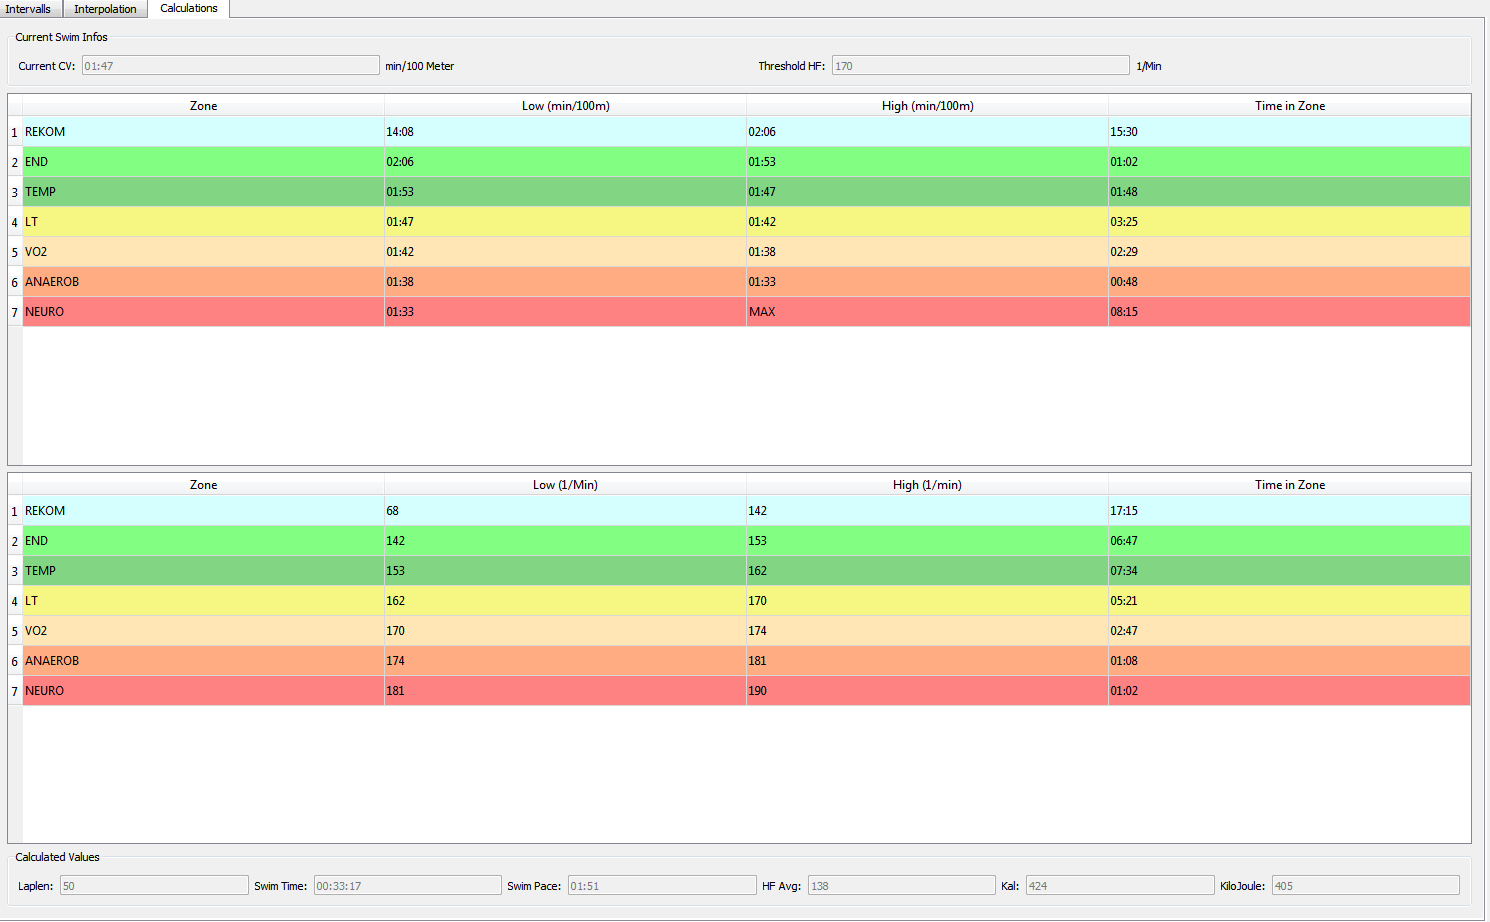 Intervalls Interpolation Calculations
Current Swim Infos
Current CV: 01:47 min/100 Meter Threshold HF: 170 1/Min
Zone Low (min/100m) High (min/100m) Time in Zone
1 REKOM 14:08 02:06 15:30
2 END 02:06 01:53 01:02
3 TEMP 01:53 01:47 01:48
4 LT 01:47 01:42 03:25
5 VO2 01:42 01:38 02:29
6 ANAEROB 01:38 01:33 00:48
7 NEURO 01:33 MAX 08:15
Zone Low (1/Min) High (1/min) Time in Zone
1 REKOM 68 142 17:15
2 END 142 153 06:47
3 TEMP 153 162 07:34
4 LT 162 170 05:21
5 VO2 170 174 02:47
6 ANAEROB 174 181 01:08
7 NEURO 181 190 01:02
Calculated Values
Laplen: 50 Swim Time: 00:33:17 Swim Pace: 01:51 HF Avg: 138 Kal: 424 KiloJoule: 405